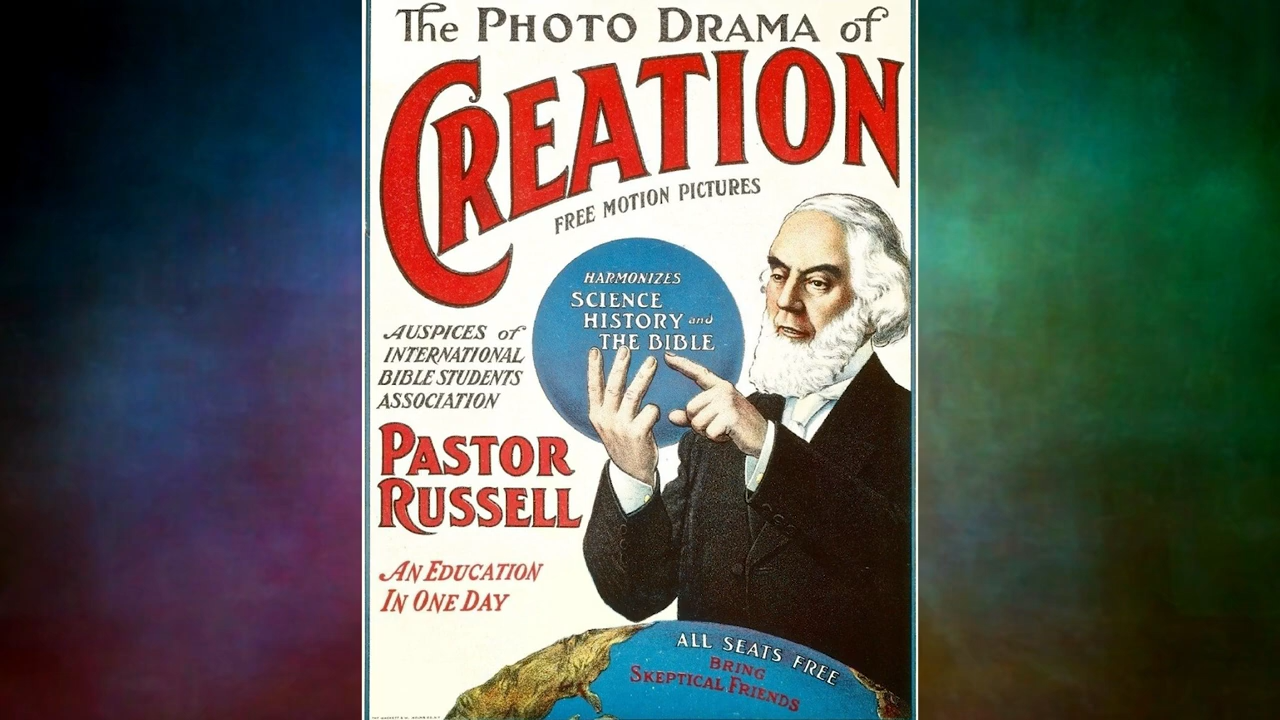 The PHOTO DRAMA of
CREATION
FREE MOTION PICTURES
HARMONIZES
SCIENCE
HISTORY and
THE BIBLE
AUSPICES of
INTERNATIONAL
BIBLE STUDENTS
ASSOCIATION
PASTOR
RUSSELL
AN EDUCATION
IN ONE DAY
ALL SEATS FREE
BRING
SKEPTICAL FRIENDS